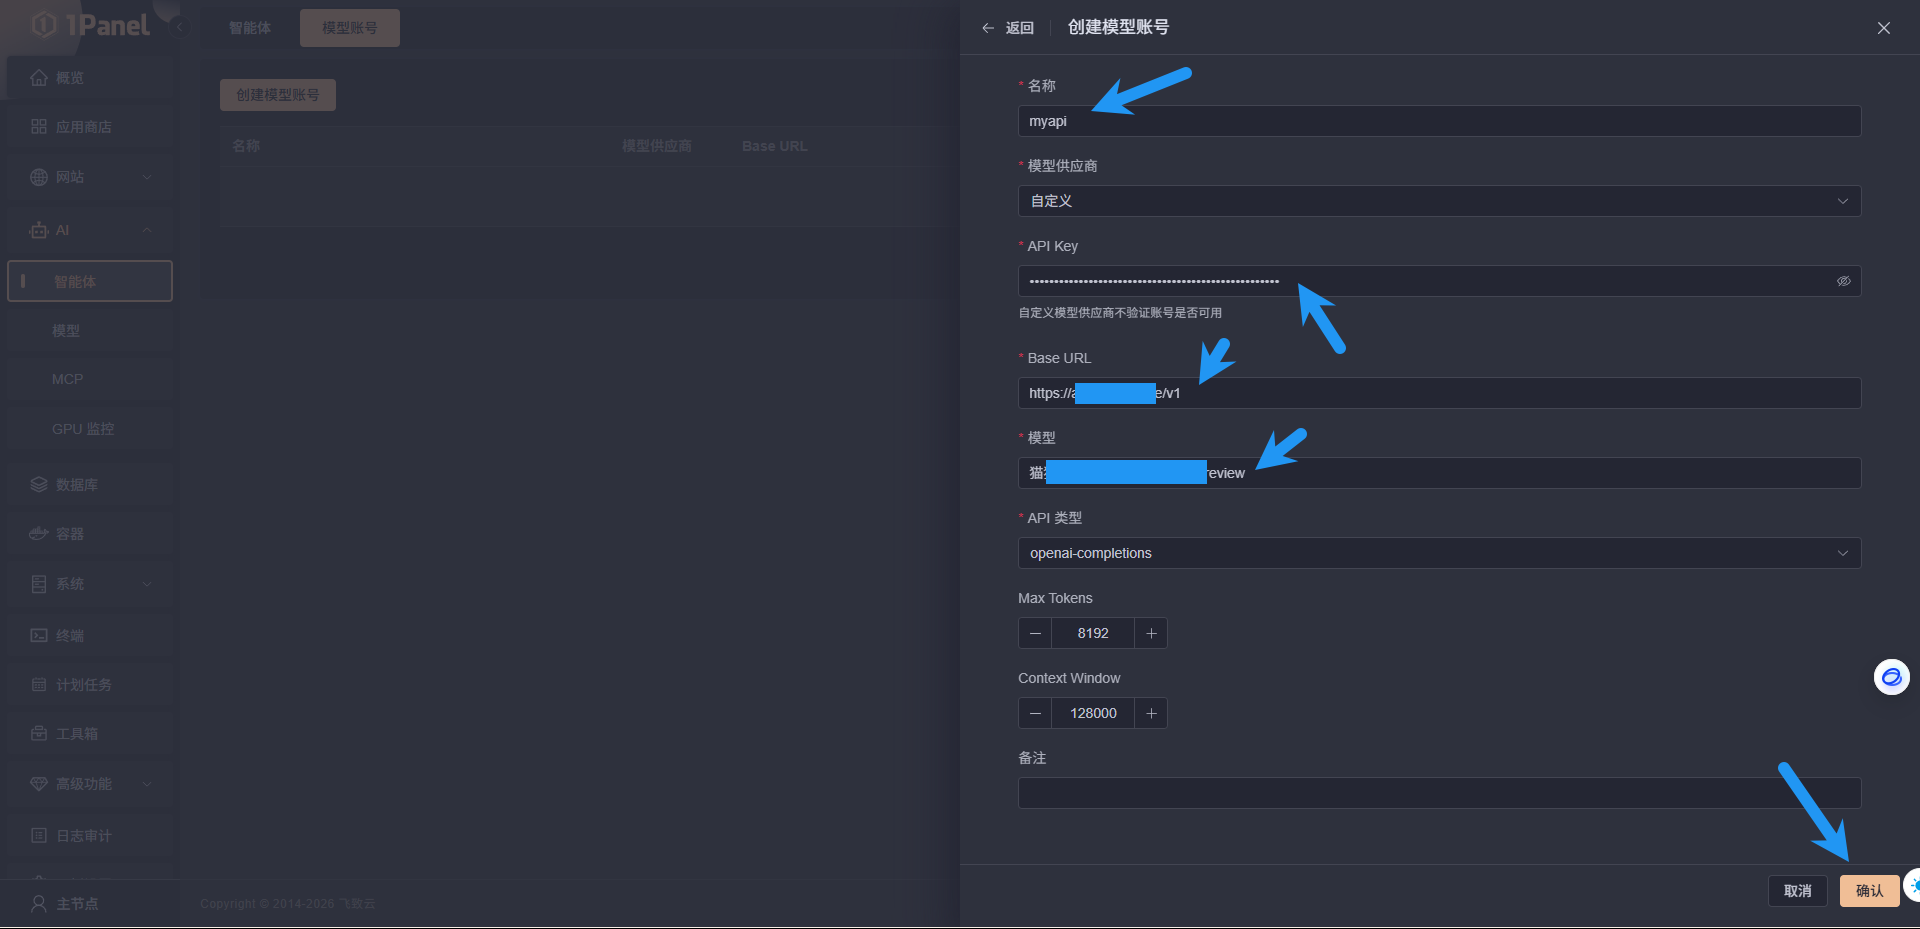 1Panel
概览
应用商店
网站
AI
智能体
模型
MCP
GPU 监控
数据库
容器
系统
终端
计划任务
工具箱
高级功能
日志审计
主节点
智能体
模型账号
创建模型账号
名称
模型供应商
Base URL
Copyright © 2014-2026 飞致云
返回
创建模型账号
* 名称
myapi
* 模型供应商
自定义
* API Key
自定义模型供应商不验证账号是否可用
* Base URL
https://a
e/v1
* 模型
猫
review
* API 类型
openai-completions
Max Tokens
8192
Context Window
128000
备注
取消
确认